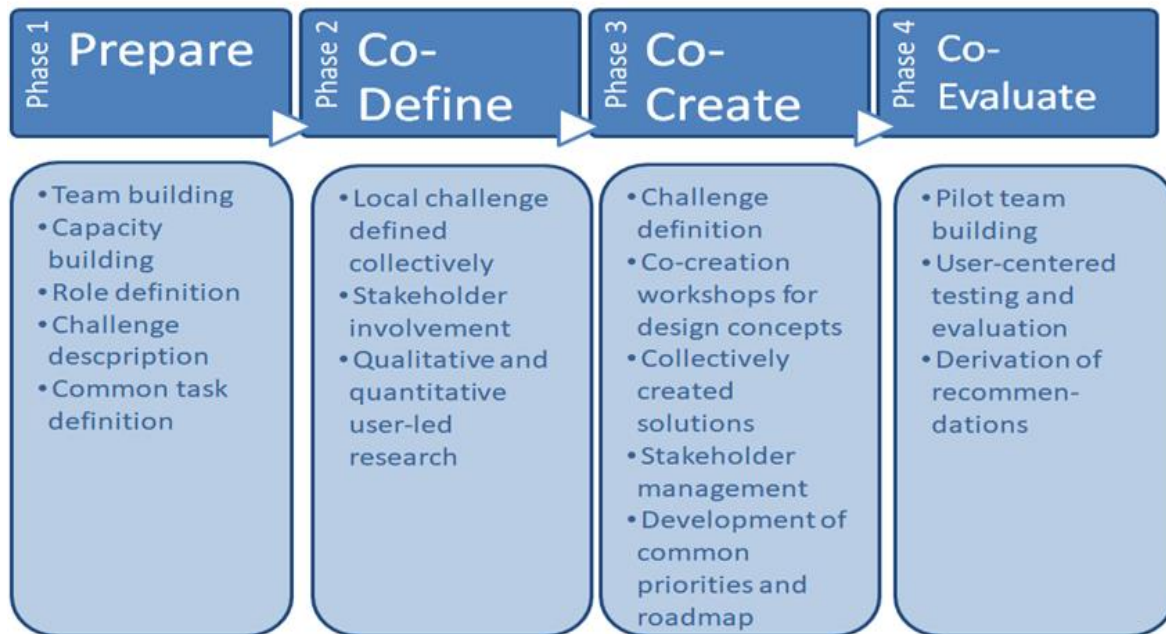 Phase 1
Prepare
Phase 2
Co-
Define
Phase 3
Co-
Create
Phase 4
Co-
Evaluate
• Team building
• Capacity
building
• Role definition
• Challenge
descpription
• Common task
definition
• Local challenge
defined
collectively
• Stakeholder
involvement
• Qualitative and
quantitative
user-led
research
• Challenge
definition
• Co-creation
workshops for
design concepts
• Collectively
created
solutions
• Stakeholder
management
• Development of
common
priorities and
roadmap
• Pilot team
building
• User-centered
testing and
evaluation
• Derivation of
recommen-
dations